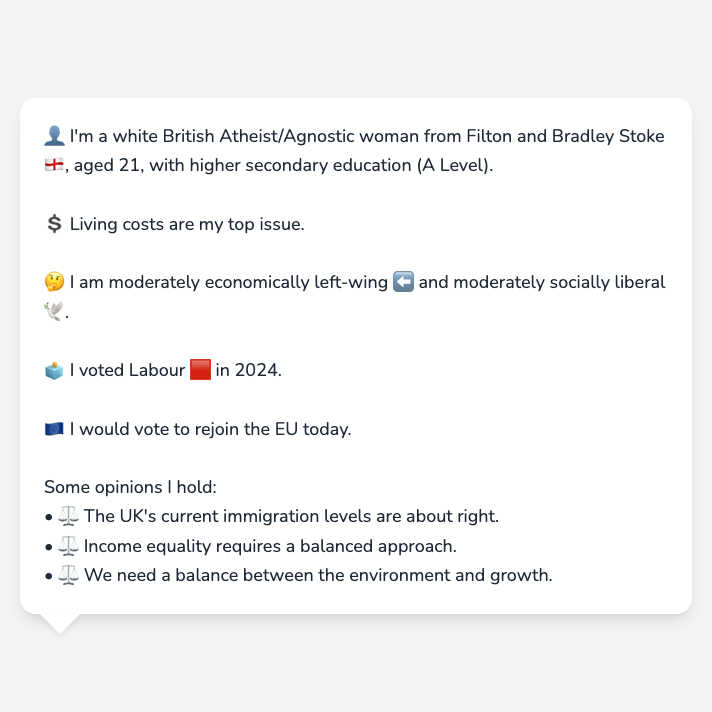 👤 I'm a white British Atheist/Agnostic woman from Filton and Bradley Stoke
🏴󠁧󠁢󠁥󠁮󠁧󠁿, aged 21, with higher secondary education (A Level).
💲 Living costs are my top issue.
🤔 I am moderately economically left-wing ⬅️ and moderately socially liberal
🕊️.
🗳️ I voted Labour 🟥 in 2024.
🇪🇺 I would vote to rejoin the EU today.
Some opinions I hold:
• ⚖️ The UK's current immigration levels are about right.
• ⚖️ Income equality requires a balanced approach.
• ⚖️ We need a balance between the environment and growth.